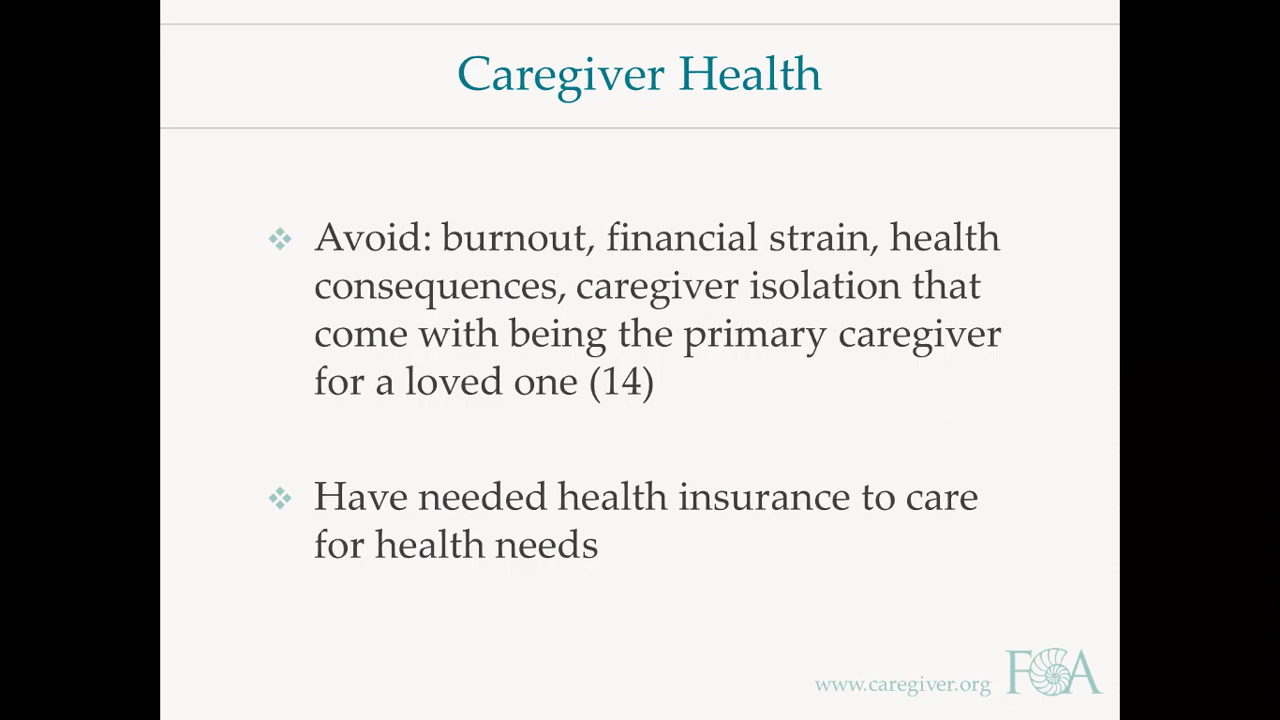 Caregiver Health
Avoid: burnout, financial strain, health
consequences, caregiver isolation that
come with being the primary caregiver
for a loved one (14)
Have needed health insurance to care
for health needs
www.caregiver.org FCA